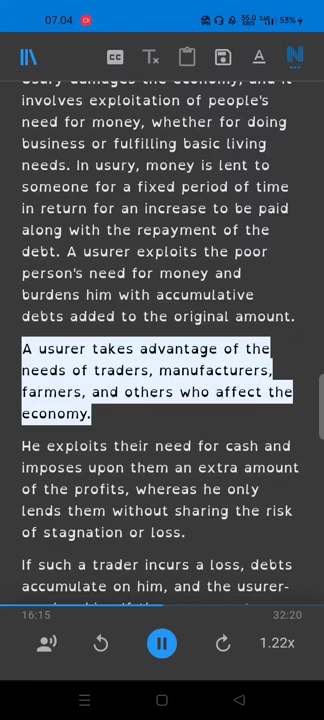 07.04
35.0
53%
CC
Usury damages the economy, and it
involves exploitation of people's
need for money, whether for doing
business or fulfilling basic living
needs. In usury, money is lent to
someone for a fixed period of time
in return for an increase to be paid
along with the repayment of the
debt. A usurer exploits the poor
person's need for money and
burdens him with accumulative
debts added to the original amount.
A usurer takes advantage of the
needs of traders, manufacturers,
farmers, and others who affect the
economy.
He exploits their need for cash and
imposes upon them an extra amount
of the profits, whereas he only
lends them without sharing the risk
of stagnation or loss.
If such a trader incurs a loss, debts
accumulate on him, and the usurer
16:15
32:20
1.22x